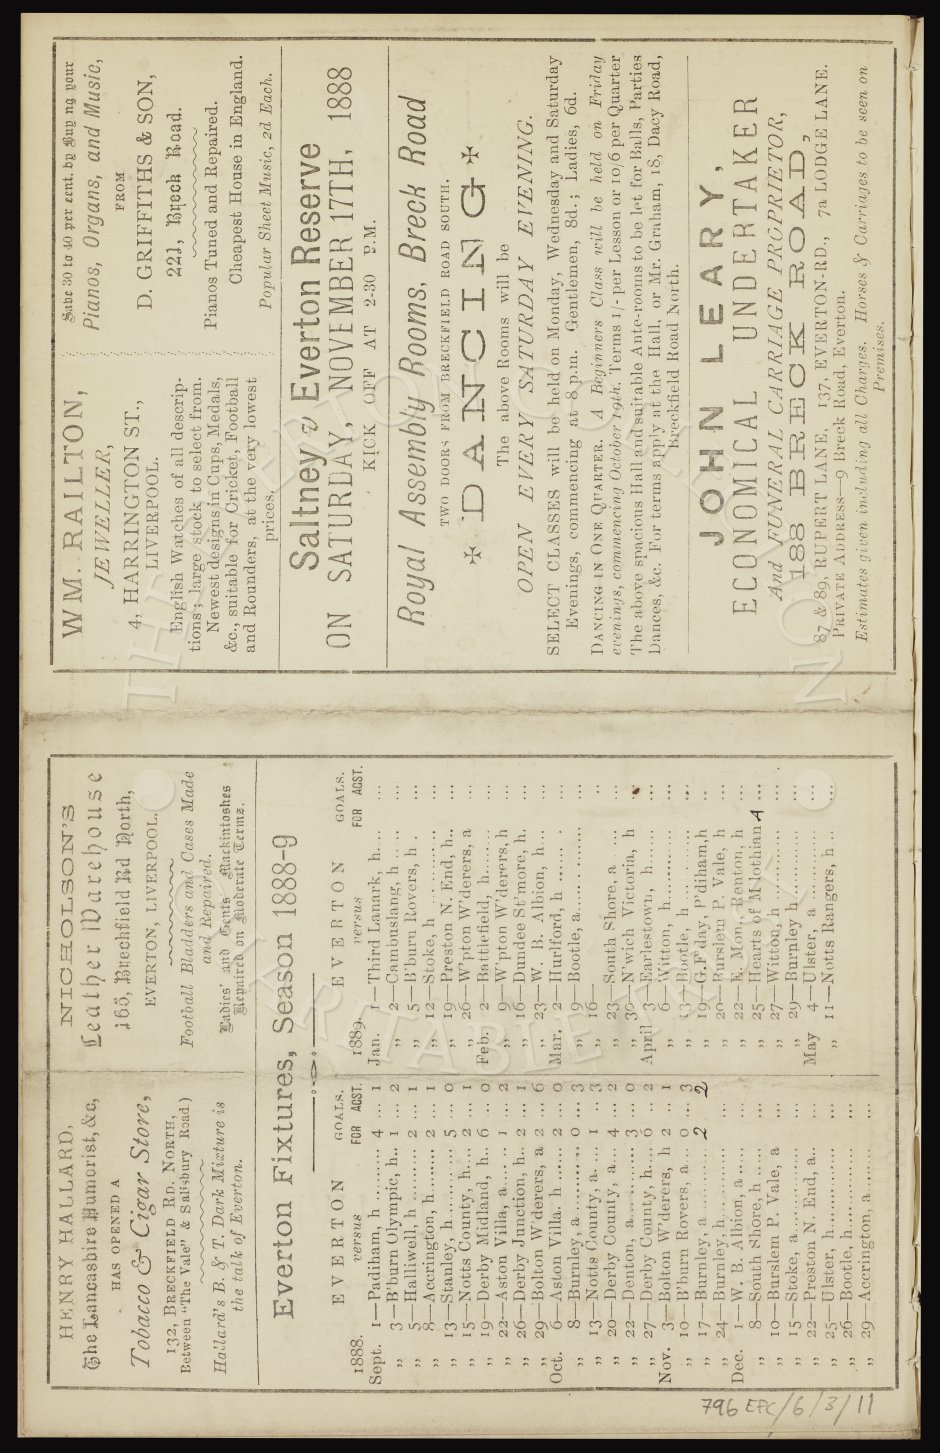 HENRY HALLARD,
The Lancashire Humorist, &c,
HAS OPENED A
Tobacco & Cigar Store,
132, BRECKFIELD RD. NORTH,
Between "The Vale" & Salisbury Road.)
Hallard's B. & T. Dark Mixture is
the talk of Everton.
NICHOLSON'S
Leather Warehouse
165, Breckfield Rd North,
EVERTON, LIVERPOOL.
Football Bladders and Cases Made
and Repaired.
Ladies' and Gents' Mackintoshes
Repaired on Moderate Terms.
Everton Fixtures, Season 1888-9
EVERTON GOALS.
1888. versus FOR AGST.
Sept. 1—Padiham, h ......... 4 ... 1
„ 3—B'burn Olympic, h.. 1 ... 2
„ 5—Halliwell, h ......... 2 ... 1
„ 8—Accrington, h......... 2 ... 1
„ 13—Stanley, h ........... 5 ... 0
„ 15—Notts County, h.... 2 ... 1
„ 19—Derby Midland, h.. 6 ... 0
„ 22—Aston Villa, a...... 1 ... 2
„ 26—Derby Junction, h.. 2 ... 1
„ 29—Bolton W'derers, a 2 ... 6
Oct. 6—Aston Villa. h ....... 2 ... 0
„ 8—Burnley, a ........... 0 ... 3
„ 13—Notts County, a..... 1 ... 3
„ 20—Derby County, a.... 4 ... 2
„ 22—Denton, a............ 3 ... 0
„ 27—Derby County, h.... 6 ... 2
Nov. 3—Bolton W'derers, h 2 ... 1
„ 10—B'burn Rovers, a... 0 ... 3
„ 17—Burnley, a............ 2 ... 2
„ 24—Burnley, h............ ...
Dec. 1—W. B. Albion, a...... ...
„ 8—South Shore, h ..... ...
„ 10—Burslem P. Vale, a ...
„ 15—Stoke, a............... ...
„ 22—Preston N. End, a.. ...
„ 25—Ulster, h.............. ...
„ 26—Bootle, h.............. ...
„ 29—Accrington, a ........ ...
EVERTON GOALS.
1889. versus FOR AGST.
Jan. 1—Third Lanark, h.... ...
„ 2—Cambuslang, h ..... ...
„ 5—B'burn Rovers, h .. ...
„ 12—Stoke, h .............. ...
„ 19—Preston N. End, h.. ...
„ 26—W'pton W'derers, a ...
Feb. 2—Battlefield, h........ ...
„ 9—W'pton W'derers, h ...
„ 16—Dundee St'more, h. ...
„ 23—W. B. Albion, h.... ...
Mar. 2—Hurlford, h ....... . ...
„ 9—Bootle, a............... ...
„ 16— ...
„ 23—South Shore, a ... ...
„ 30—N'wich Victoria, h ...
April 3—Earlestown, h....... ...
„ 6—Witton, h.............. ...
„ 13—Bootle, h ............. ...
„ 19—G.F'day, P'diham, h ..
„ 20—Burslem P. Vale, h ...
„ 22—E. Mon, Renton, h ...
„ 25—Hearts of M'lothian A ...
„ 27—Witton, h.............. ...
„ 29—Burnley h.............. ...
May 4—Ulster, a .............. ...
„ 11—Notts Rangers, h .. ...
WM. RAILTON,
JEWELLER,
4, HARRINGTON ST.,
LIVERPOOL.
English Watches of all descrip-
tions; large stock to select from.
Newest designs in Cups, Medals,
&c., suitable for Cricket, Football
and Rounders, at the very lowest
prices.
Save 30 to 40 per cent. by Buying your
Pianos, Organs, and Music,
FROM
D. GRIFFITHS & SON,
221, Breck Road.
Pianos Tuned and Repaired.
Cheapest House in England.
Popular Sheet Music, 2d Each.
Saltney v Everton Reserve
ON SATURDAY, NOVEMBER 17TH, 1888
KICK OFF AT 2-30 P.M.
Royal Assembly Rooms, Breck Road
TWO DOORS FROM BRECKFIELD ROAD SOUTH.
DANCING
The above Rooms will be
OPEN EVERY SATURDAY EVENING.
SELECT CLASSES will be held on Monday, Wednesday and Saturday
Evenings, commencing at 8 p.m. Gentlemen, 8d.; Ladies, 6d.
DANCING IN ONE QUARTER. A Beginners Class will be held on Friday
evenings, commencing October 19th. Terms 1/- per Lesson or 10/6 per Quarter
The above spacious Hall and suitable Ante-rooms to be let for Balls, Parties
Dances, &c. For terms apply at the Hall, or Mr. Graham, 18, Dacy Road,
Breckfield Road North.
JOHN LEARY,
ECONOMICAL UNDERTAKER
And FUNERAL CARRIAGE PROPRIETOR,
188 BRECK ROAD,
87 & 89, RUPERT LANE, 137, EVERTON-RD., 7a LODGE LANE.
PRIVATE ADDRESS—9 Breck Road, Everton.
Estimates given including all Charges. Horses & Carriages to be seen on
Premises.
796 EFC/6/3/11